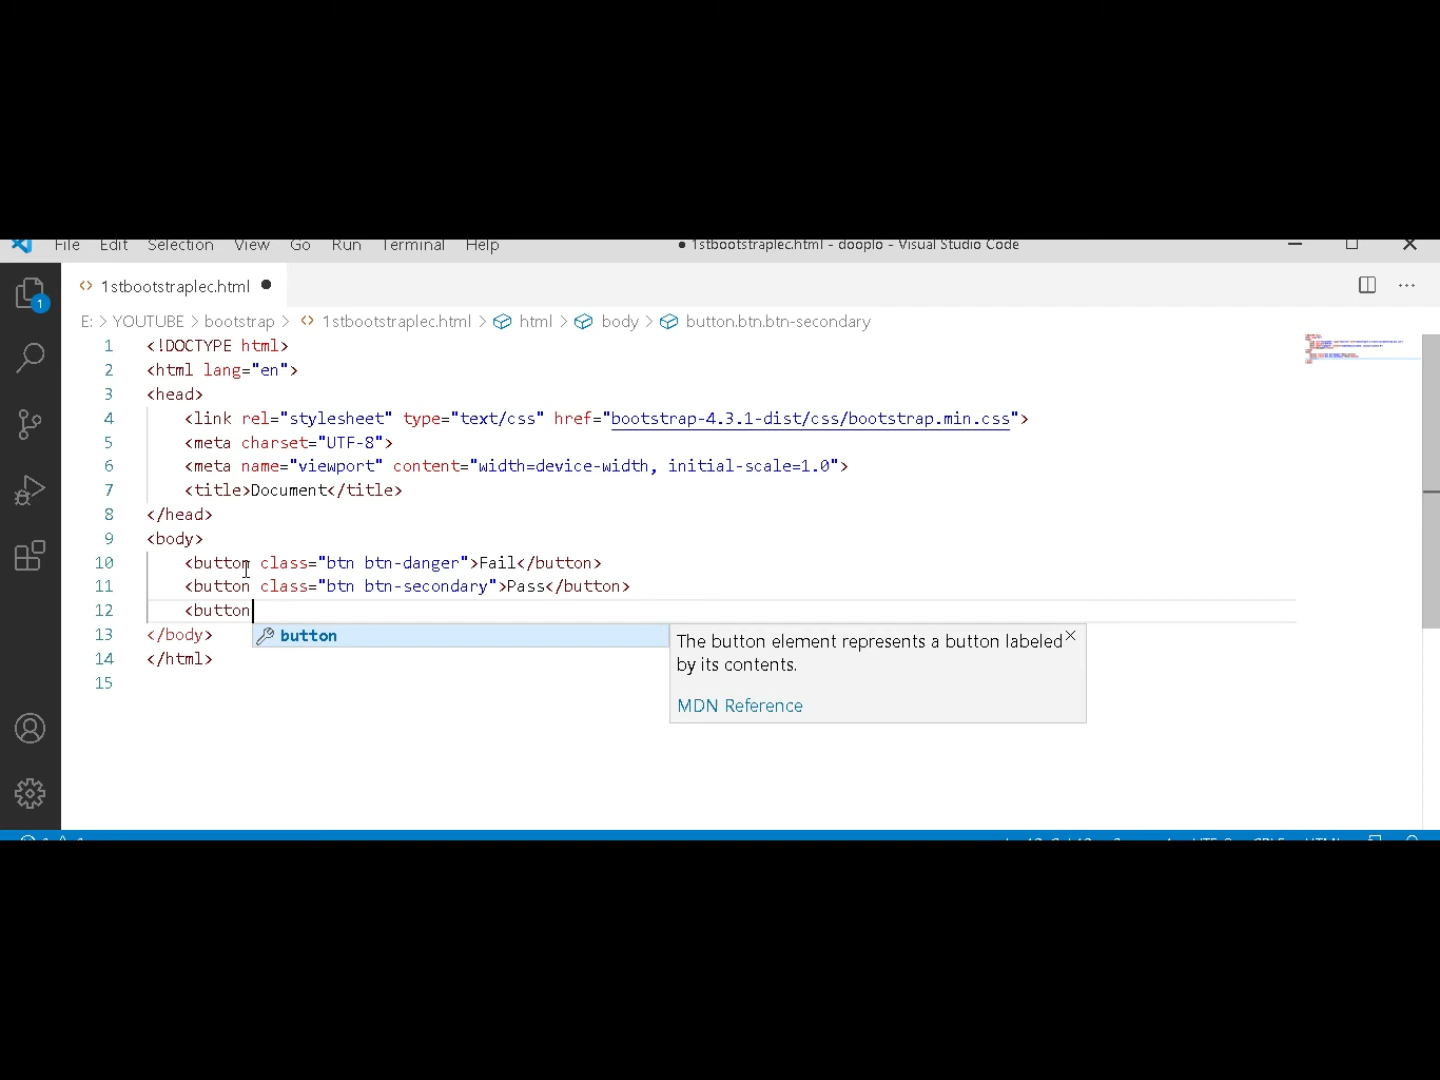 File Edit Selection View Go Run Terminal Help ● 1stbootstraplec.html - dooplo - Visual Studio Code
1stbootstraplec.html ●
E: > YOUTUBE > bootstrap > 1stbootstraplec.html > html > body > button.btn.btn-secondary
1 <!DOCTYPE html>
2 <html lang="en">
3 <head>
4 <link rel="stylesheet" type="text/css" href="bootstrap-4.3.1-dist/css/bootstrap.min.css">
5 <meta charset="UTF-8">
6 <meta name="viewport" content="width=device-width, initial-scale=1.0">
7 <title>Document</title>
8 </head>
9 <body>
10 <button class="btn btn-danger">Fail</button>
11 <button class="btn btn-secondary">Pass</button>
12 <button
13 </body>
14 </html>
15
button
The button element represents a button labeled
by its contents.
MDN Reference
1